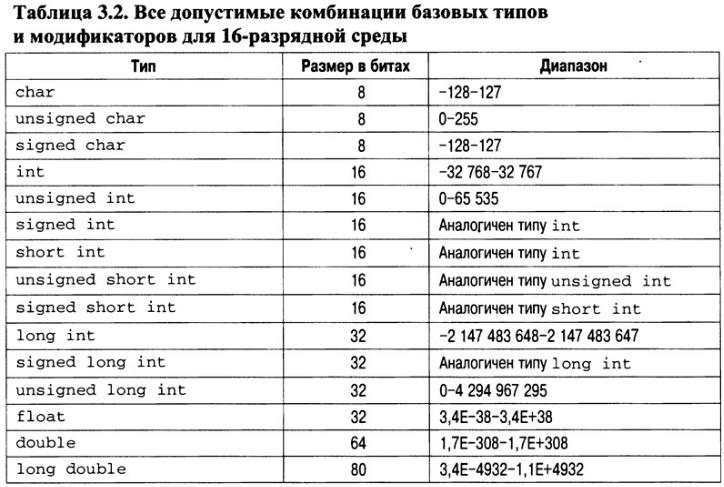 Таблица 3.2. Все допустимые комбинации базовых типов
и модификаторов для 16-разрядной среды
Тип Размер в битах Диапазон
char 8 –128–127
unsigned char 8 0–255
signed char 8 –128–127
int 16 –32 768–32 767
unsigned int 16 0–65 535
signed int 16 Аналогичен типу int
short int 16 Аналогичен типу int
unsigned short int 16 Аналогичен типу unsigned int
signed short int 16 Аналогичен типу short int
long int 32 –2 147 483 648–2 147 483 647
signed long int 32 Аналогичен типу long int
unsigned long int 32 0–4 294 967 295
float 32 3,4E–38–3,4E+38
double 64 1,7E–308–1,7E+308
long double 80 3,4E–4932–1,1E+4932